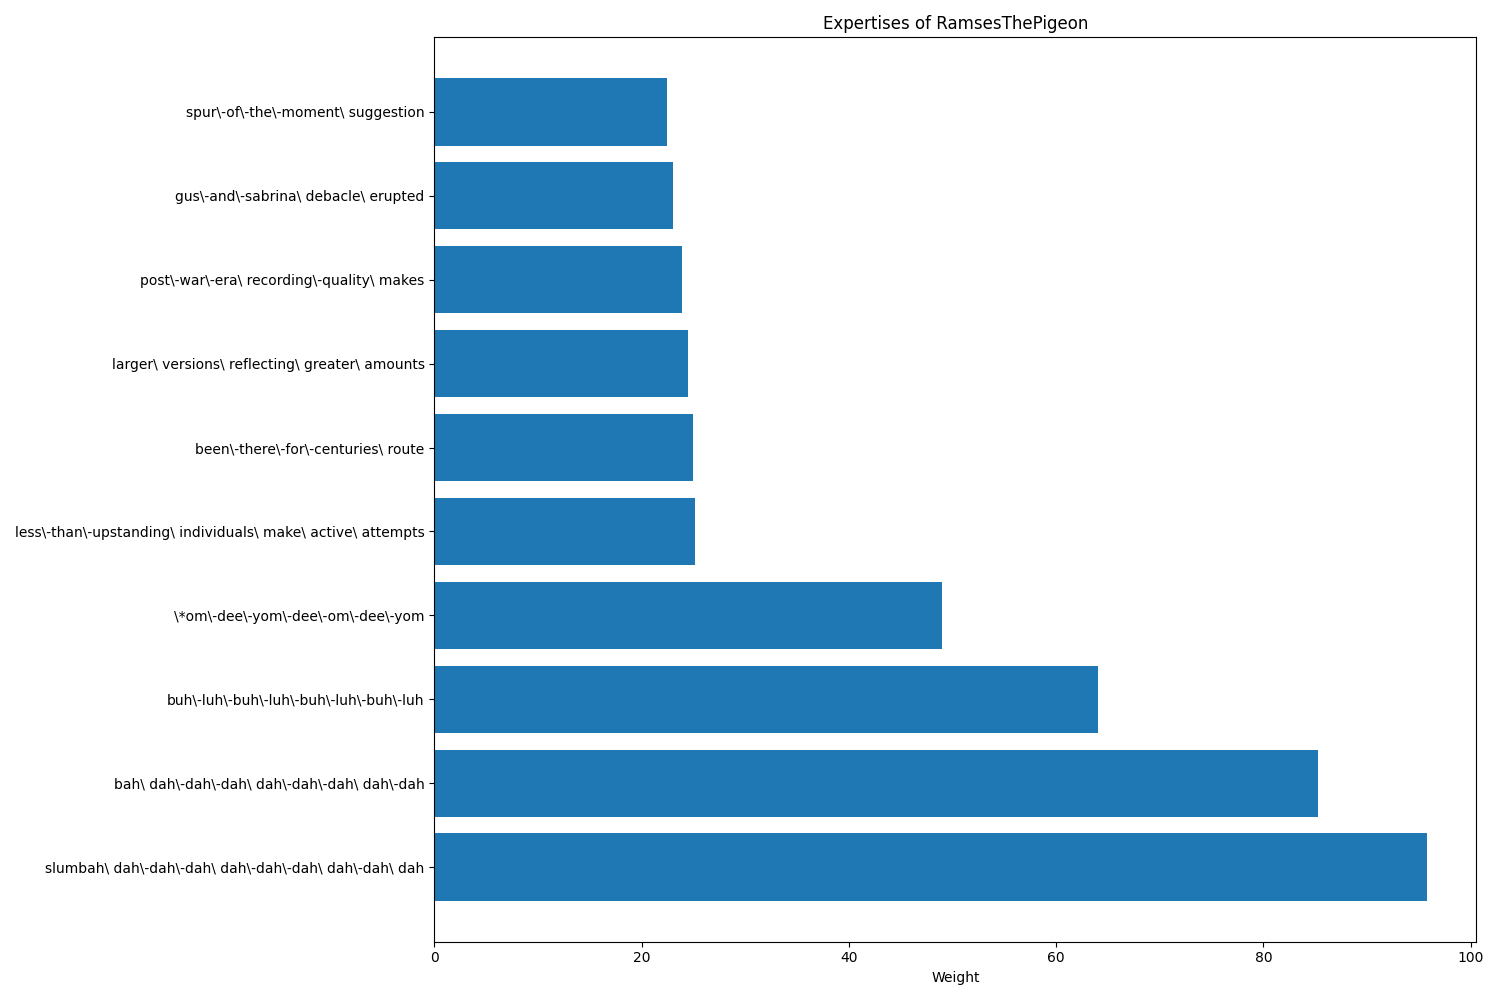 Expertises of RamsesThePigeon
spur\-of\-the\-moment\ suggestion
gus\-and\-sabrina\ debacle\ erupted
post\-war\-era\ recording\-quality\ makes
larger\ versions\ reflecting\ greater\ amounts
been\-there\-for\-centuries\ route
less\-than\-upstanding\ individuals\ make\ active\ attempts
\*om\-dee\-yom\-dee\-om\-dee\-yom
buh\-luh\-buh\-luh\-buh\-luh\-buh\-luh
bah\ dah\-dah\-dah\ dah\-dah\-dah\ dah\-dah
slumbah\ dah\-dah\-dah\ dah\-dah\-dah\ dah\-dah\ dah
0 20 40 60 80 100
Weight